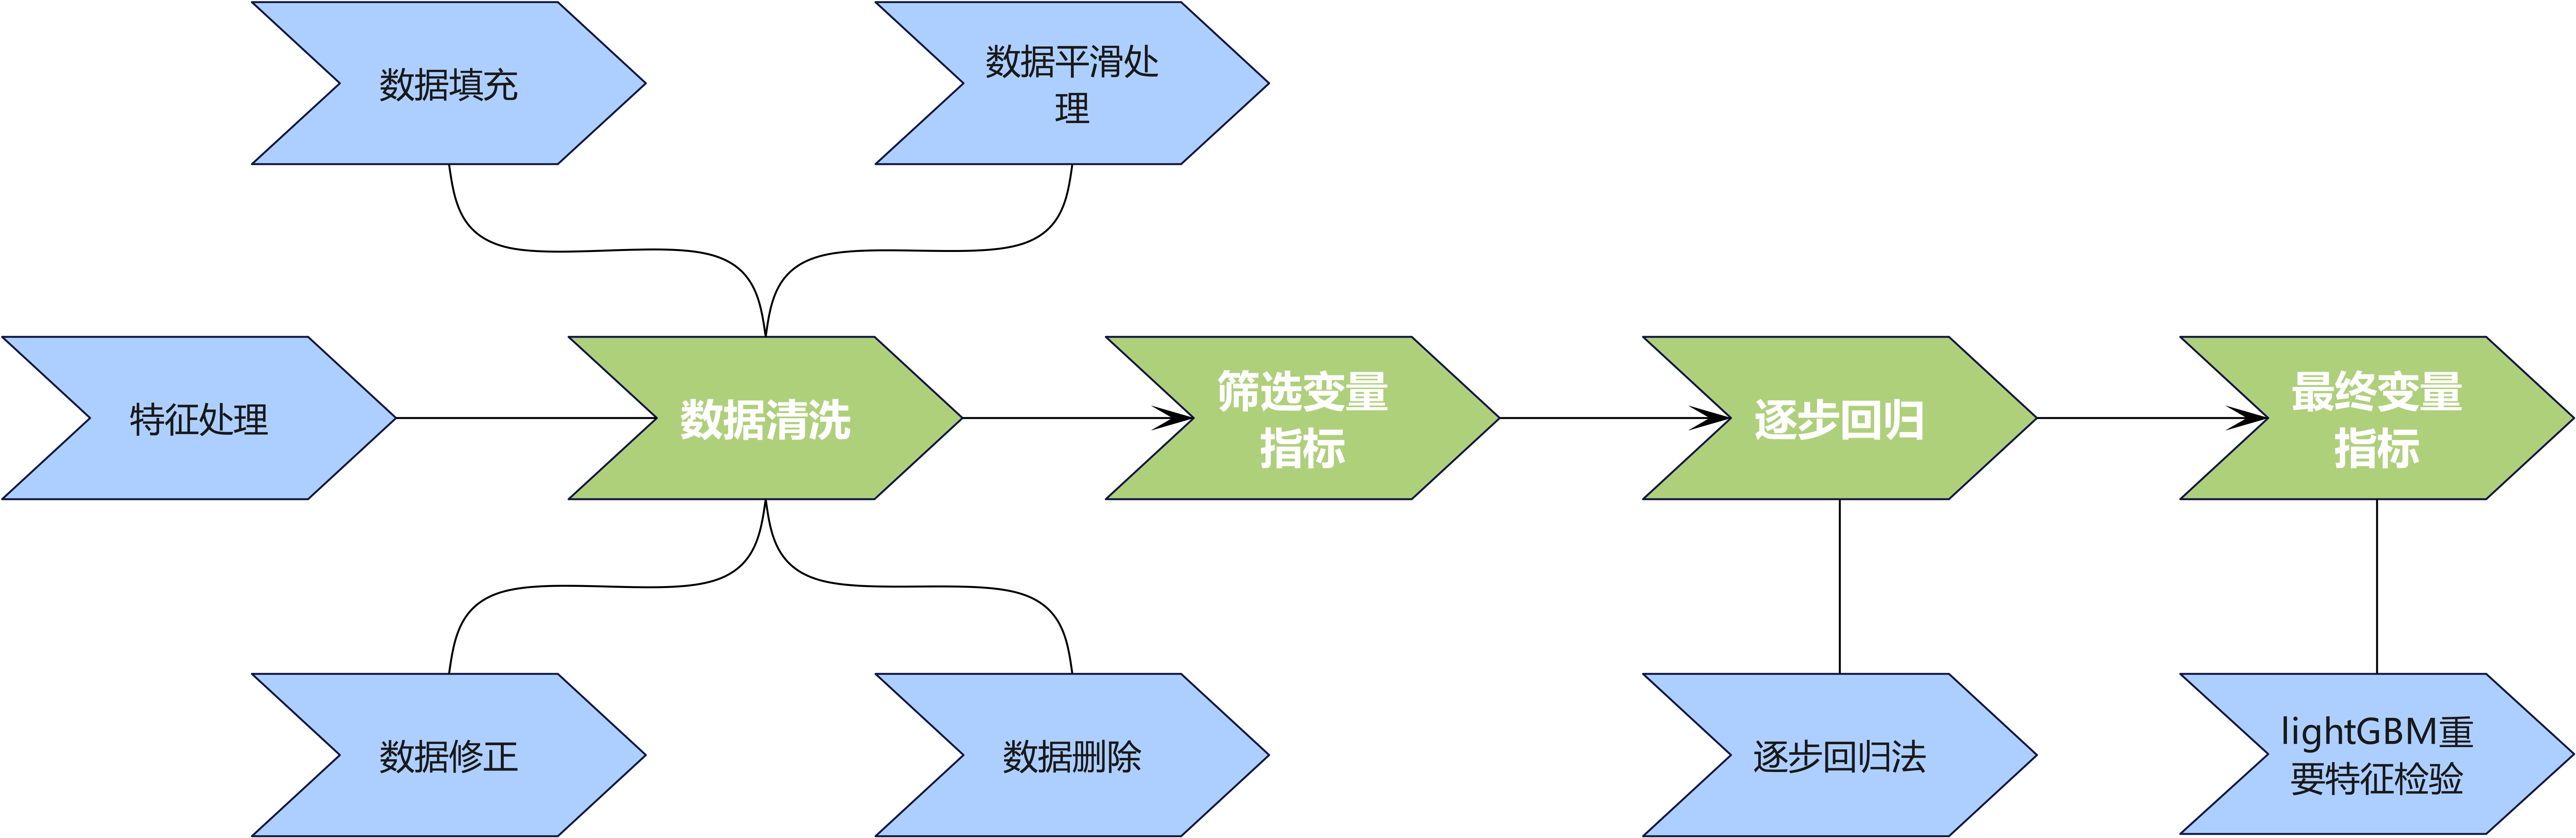 数据填充
数据平滑处
理
特征处理
数据清洗
筛选变量
指标
逐步回归
最终变量
指标
数据修正
数据删除
逐步回归法
lightGBM重
要特征检验